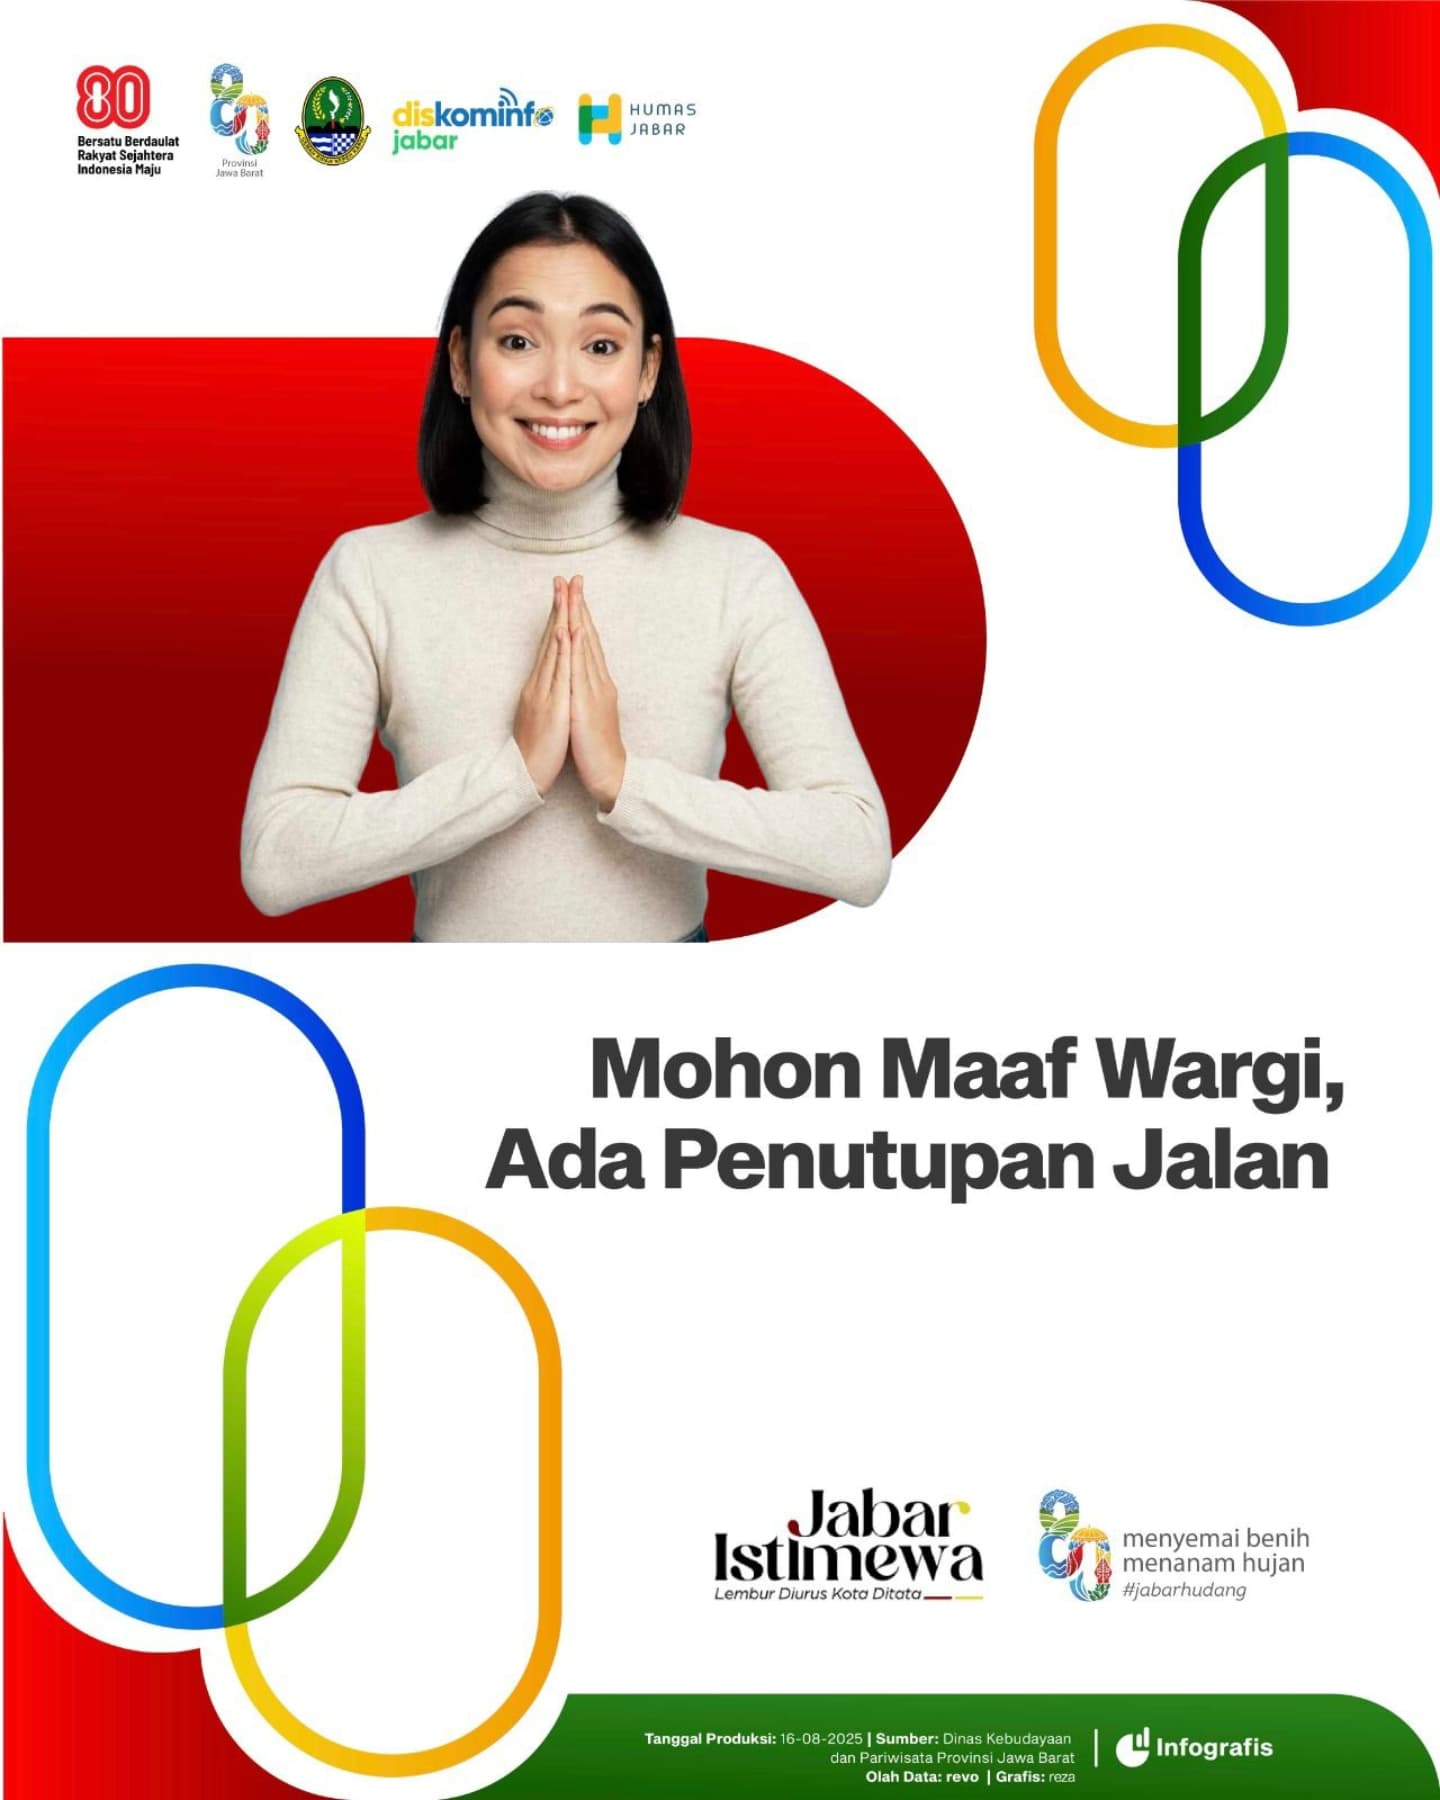 80
Bersatu Berdaulat
Rakyat Sejahtera
Indonesia Maju
Provinsi
Jawa Barat
diskominfo
jabar
HUMAS
JABAR
Mohon Maaf Wargi,
Ada Penutupan Jalan
Jabar
Istimewa
Lembur Diurus Kota Ditata
menyemai benih
menanam hujan
#jabarhudang
Tanggal Produksi: 16-08-2025 | Sumber: Dinas Kebudayaan
dan Pariwisata Provinsi Jawa Barat
Olah Data: revo | Grafis: reza
Infografis